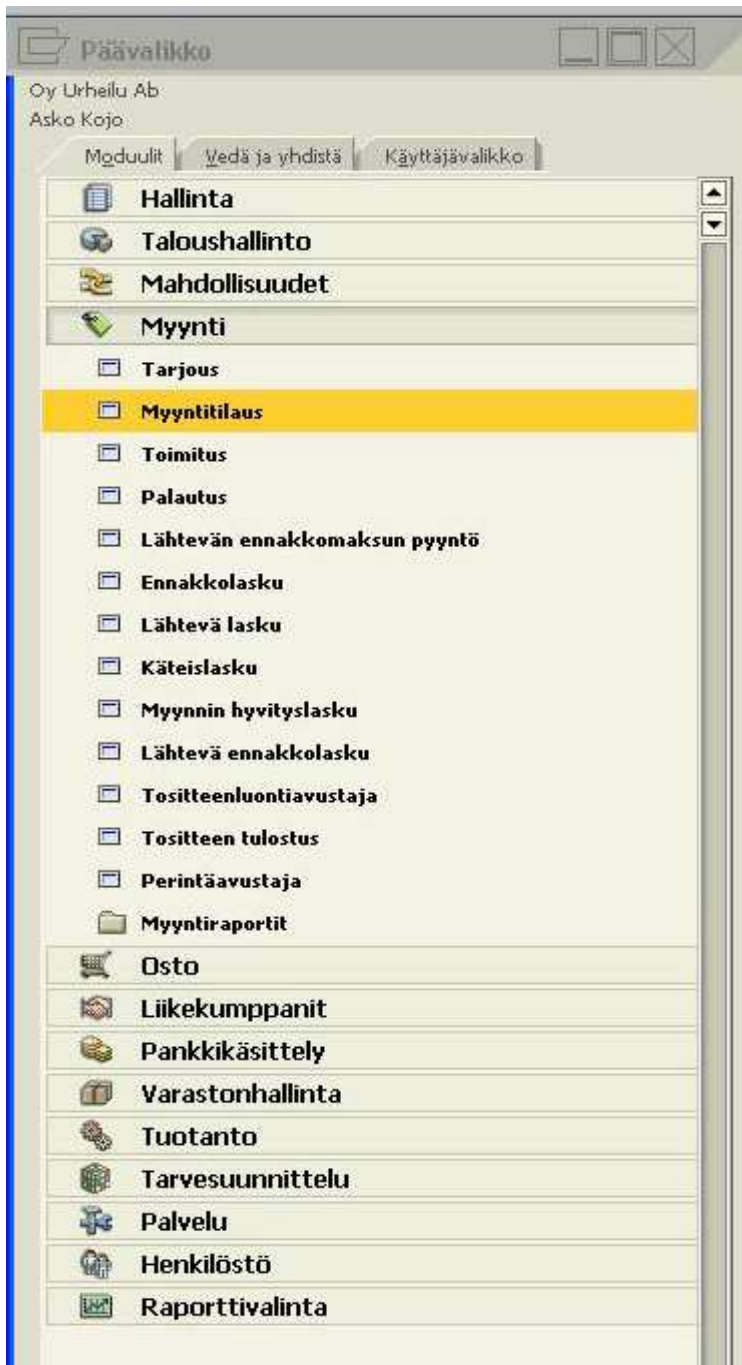 Päävalikko
Oy Urheilu Ab
Asko Kojo
Moduulit Vedä ja yhdistä Käyttäjävalikko
Hallinta
Taloushallinto
Mahdollisuudet
Myynti
Tarjous
Myyntitilaus
Toimitus
Palautus
Lähtevän ennakkomaksun pyyntö
Ennakkolasku
Lähtevä lasku
Käteislasku
Myynnin hyvityslasku
Lähtevä ennakkolasku
Tositteenluontiavustaja
Tositteen tulostus
Perintäavustaja
Myyntiraportit
Osto
Liikekumppanit
Pankkikäsittely
Varastonhallinta
Tuotanto
Tarvesuunnittelu
Palvelu
Henkilöstö
Raporttivalinta